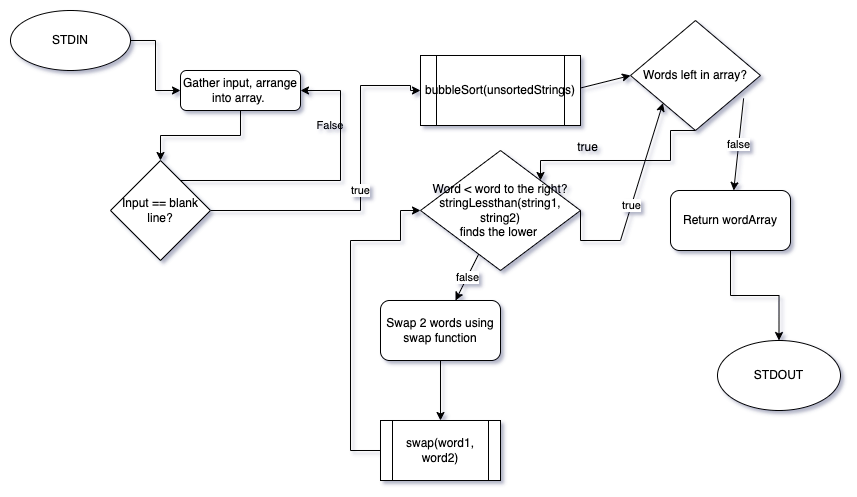 STDIN
Gather input, arrange
into array.
False
Input == blank
line?
true
bubbleSort(unsortedStrings)
Words left in array?
true
false
Word < word to the right?
stringLessthan(string1,
string2)
finds the lower
true
false
Swap 2 words using
swap function
swap(word1,
word2)
Return wordArray
STDOUT